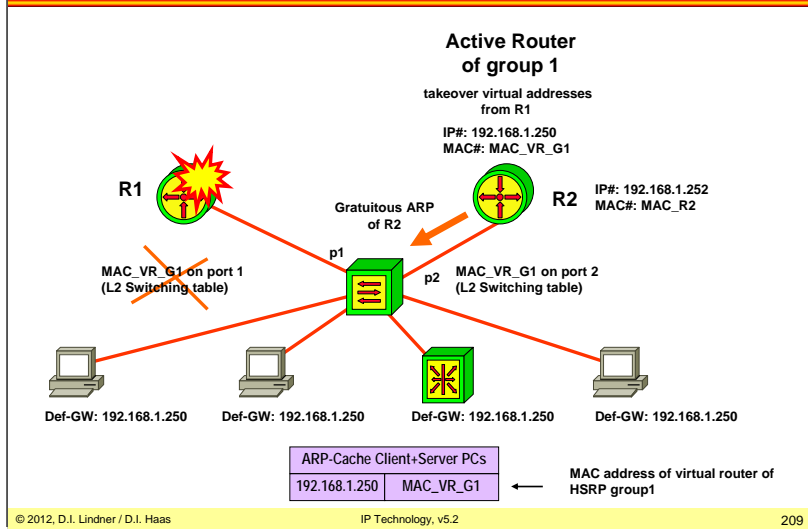 Active Router
of group 1
takeover virtual addresses
from R1
IP#: 192.168.1.250
MAC#: MAC_VR_G1
R1
R2
IP#: 192.168.1.252
MAC#: MAC_R2
Gratuitous ARP
of R2
p1
p2
MAC_VR_G1 on port 1
(L2 Switching table)
MAC_VR_G1 on port 2
(L2 Switching table)
Def-GW: 192.168.1.250
Def-GW: 192.168.1.250
Def-GW: 192.168.1.250
Def-GW: 192.168.1.250
ARP-Cache Client+Server PCs
192.168.1.250 MAC_VR_G1
MAC address of virtual router of
HSRP group1
© 2012, D.I. Lindner / D.I. Haas
IP Technology, v5.2
209